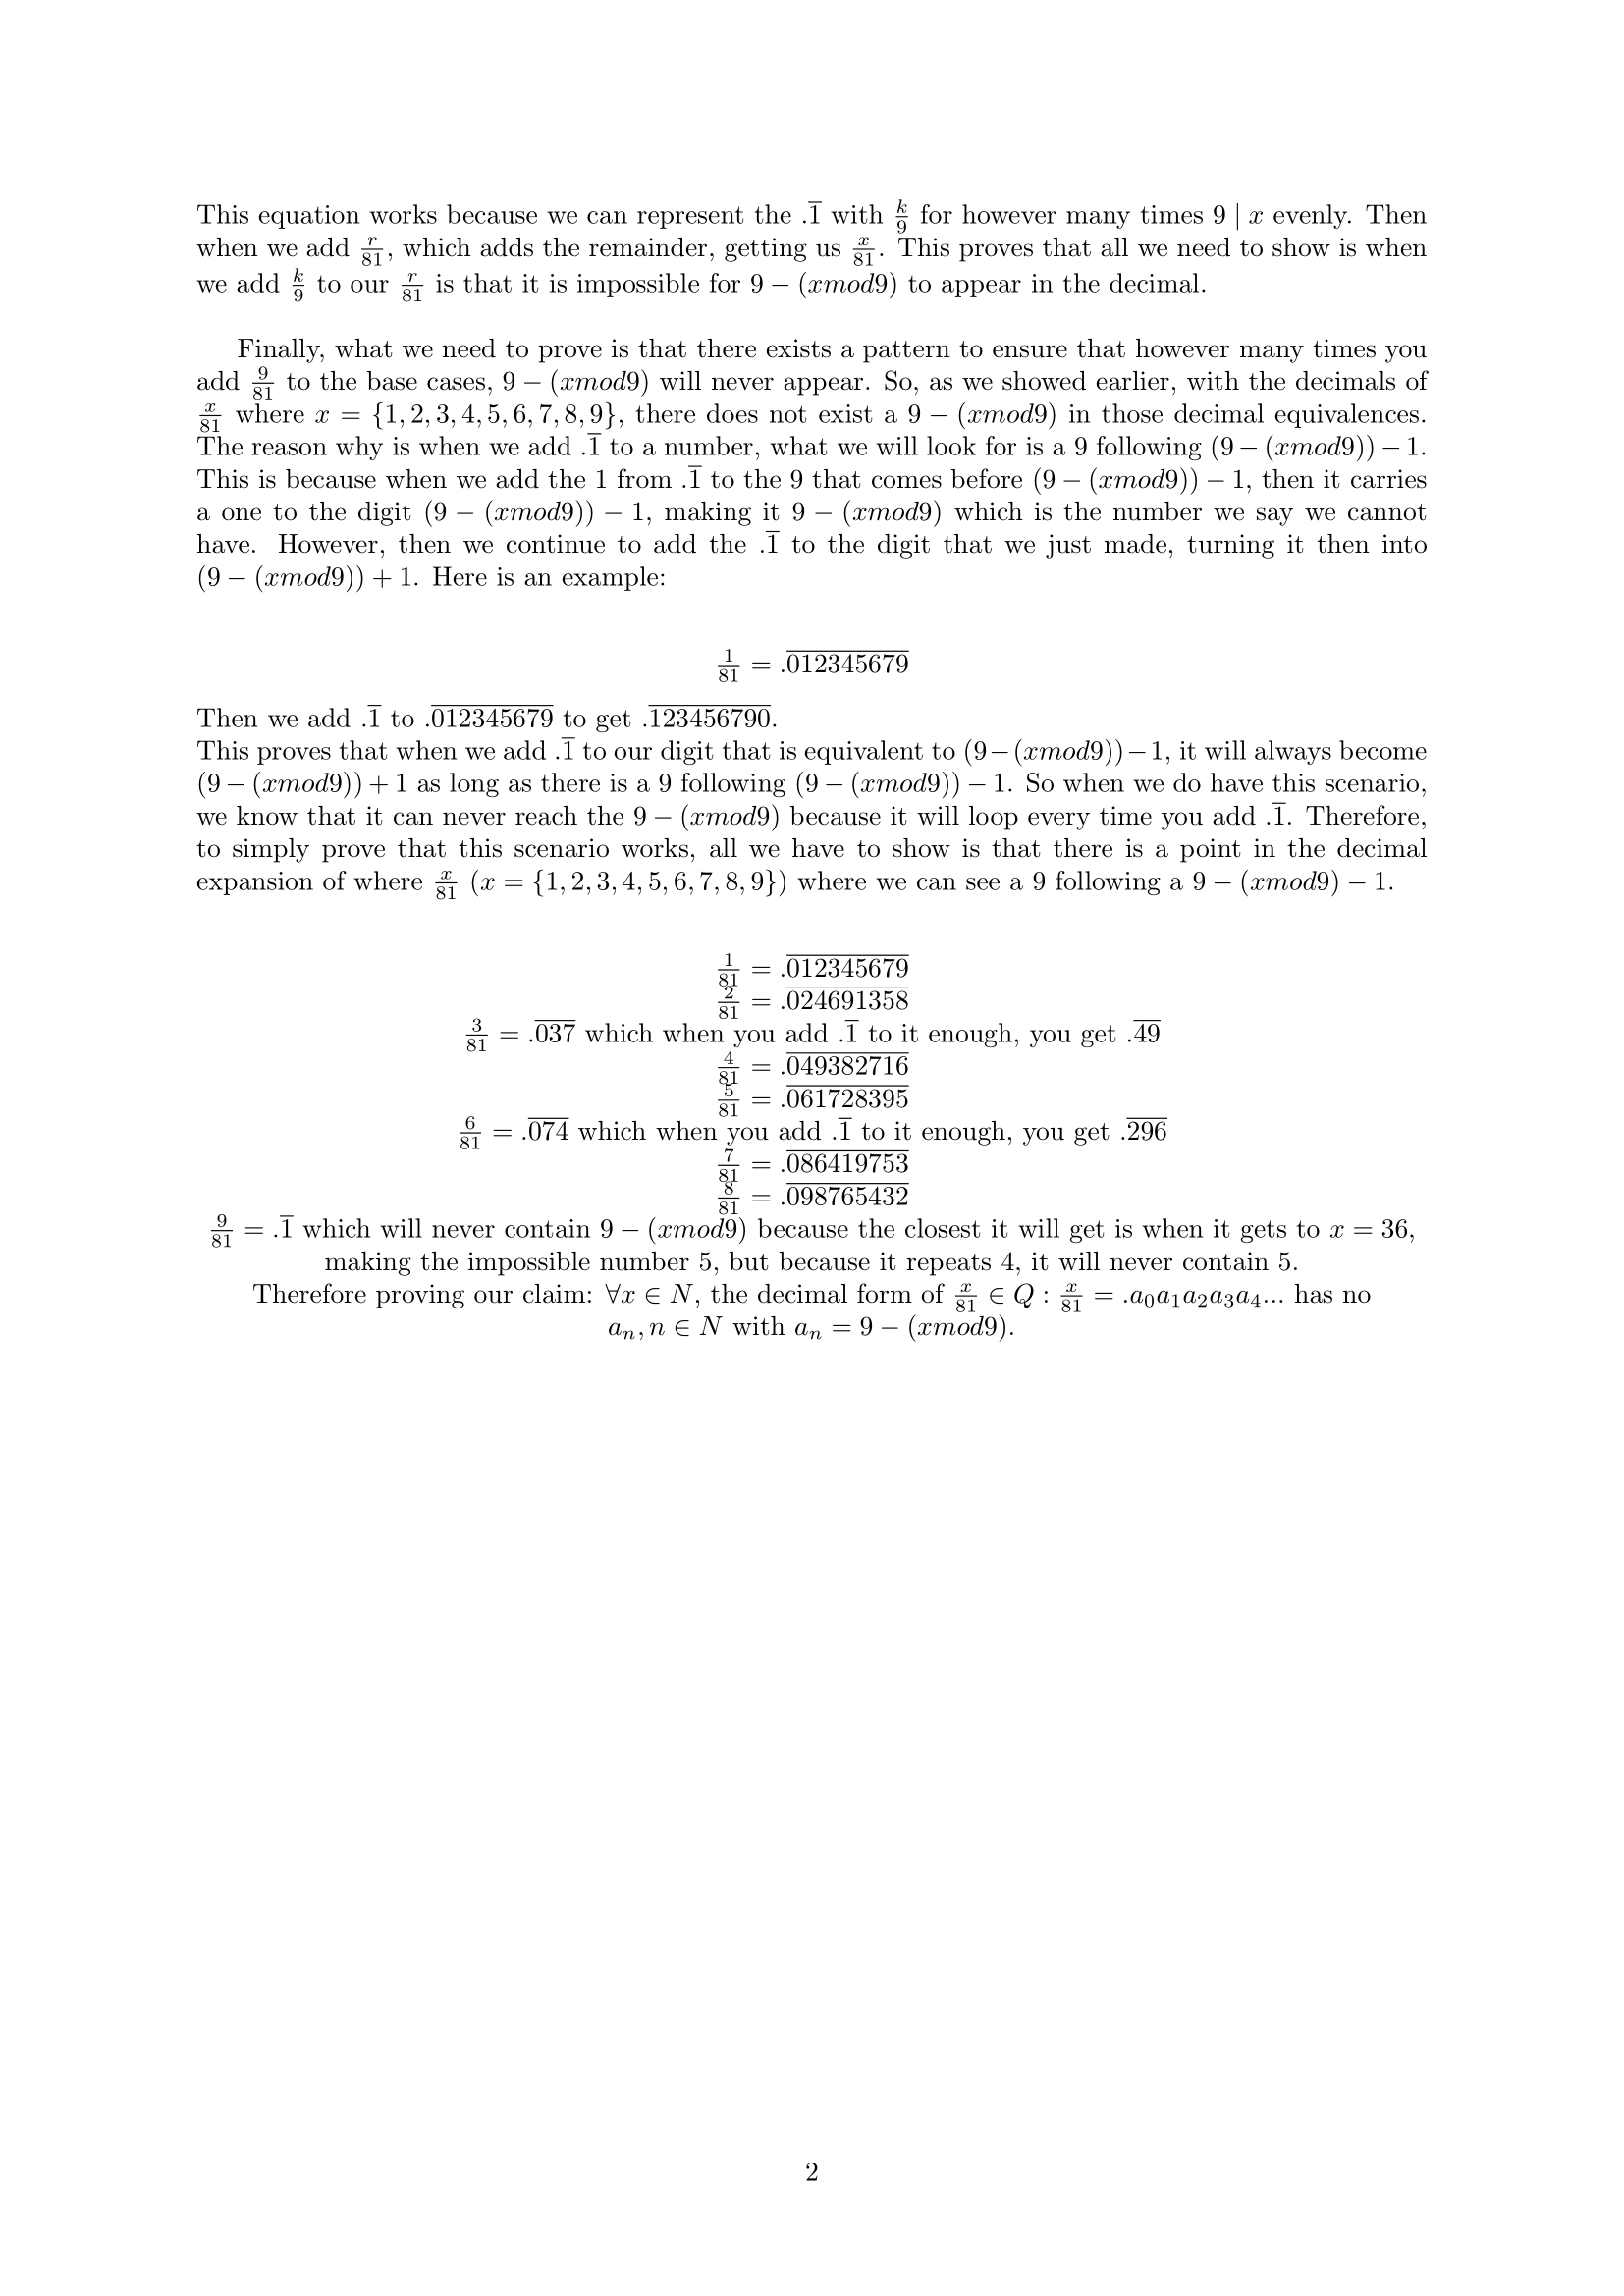 This equation works because we can represent the .$\overline{1}$ with $\frac{k}{9}$ for however many times $9 \mid x$ evenly. Then
when we add $\frac{r}{81}$, which adds the remainder, getting us $\frac{x}{81}$. This proves that all we need to show is when
we add $\frac{k}{9}$ to our $\frac{r}{81}$ is that it is impossible for $9 - (xmod9)$ to appear in the decimal.
Finally, what we need to prove is that there exists a pattern to ensure that however many times you
add $\frac{9}{81}$ to the base cases, $9 - (xmod9)$ will never appear. So, as we showed earlier, with the decimals of
$\frac{x}{81}$ where $x = \{1, 2, 3, 4, 5, 6, 7, 8, 9\}$, there does not exist a $9 - (xmod9)$ in those decimal equivalences.
The reason why is when we add .$\overline{1}$ to a number, what we will look for is a 9 following $(9 - (xmod9)) - 1$.
This is because when we add the 1 from .$\overline{1}$ to the 9 that comes before $(9 - (xmod9)) - 1$, then it carries
a one to the digit $(9 - (xmod9)) - 1$, making it $9 - (xmod9)$ which is the number we say we cannot
have. However, then we continue to add the .$\overline{1}$ to the digit that we just made, turning it then into
$(9 - (xmod9)) + 1$. Here is an example:
$\frac{1}{81} = .\overline{012345679}$
Then we add .$\overline{1}$ to .$\overline{012345679}$ to get .$\overline{123456790}$.
This proves that when we add .$\overline{1}$ to our digit that is equivalent to $(9 - (xmod9)) - 1$, it will always become
$(9 - (xmod9)) + 1$ as long as there is a 9 following $(9 - (xmod9)) - 1$. So when we do have this scenario,
we know that it can never reach the $9 - (xmod9)$ because it will loop every time you add .$\overline{1}$. Therefore,
to simply prove that this scenario works, all we have to show is that there is a point in the decimal
expansion of where $\frac{x}{81}$ $(x = \{1, 2, 3, 4, 5, 6, 7, 8, 9\})$ where we can see a 9 following a $9 - (xmod9) - 1$.
$\frac{1}{81} = .\overline{012345679}$
$\frac{2}{81} = .\overline{024691358}$
$\frac{3}{81} = .\overline{037}$ which when you add .$\overline{1}$ to it enough, you get .$\overline{49}$
$\frac{4}{81} = .\overline{049382716}$
$\frac{5}{81} = .\overline{061728395}$
$\frac{6}{81} = .\overline{074}$ which when you add .$\overline{1}$ to it enough, you get .$\overline{296}$
$\frac{7}{81} = .\overline{086419753}$
$\frac{8}{81} = .\overline{098765432}$
$\frac{9}{81} = .\overline{1}$ which will never contain $9 - (xmod9)$ because the closest it will get is when it gets to $x = 36$,
making the impossible number 5, but because it repeats 4, it will never contain 5.
Therefore proving our claim: $\forall x \in N$, the decimal form of $\frac{x}{81} \in Q : \frac{x}{81} = .a_0a_1a_2a_3a_4...$ has no
$a_n, n \in N$ with $a_n = 9 - (xmod9)$.
2